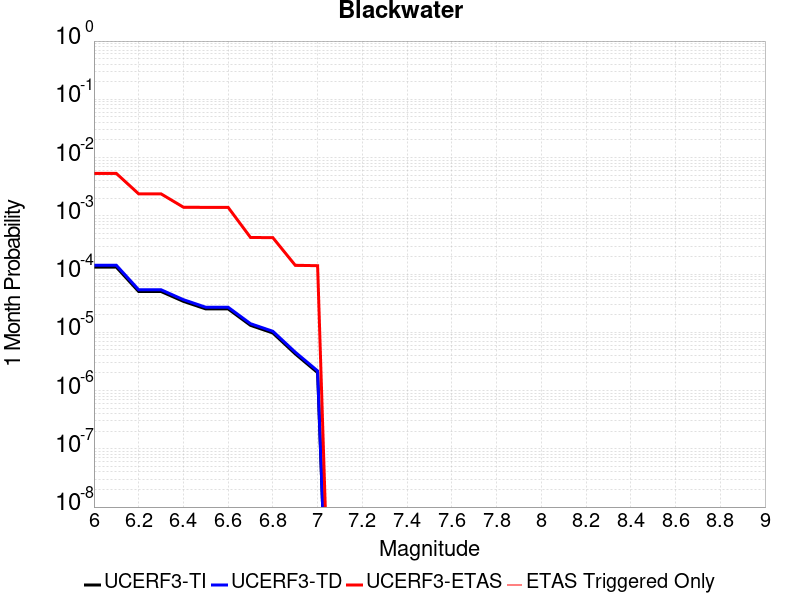 Blackwater
10^0
10^-1
10^-2
10^-3
10^-4
10^-5
10^-6
10^-7
10^-8
1 Month Probability
6 6.2 6.4 6.6 6.8 7 7.2 7.4 7.6 7.8 8 8.2 8.4 8.6 8.8 9
Magnitude
UCERF3-TI UCERF3-TD UCERF3-ETAS ETAS Triggered Only